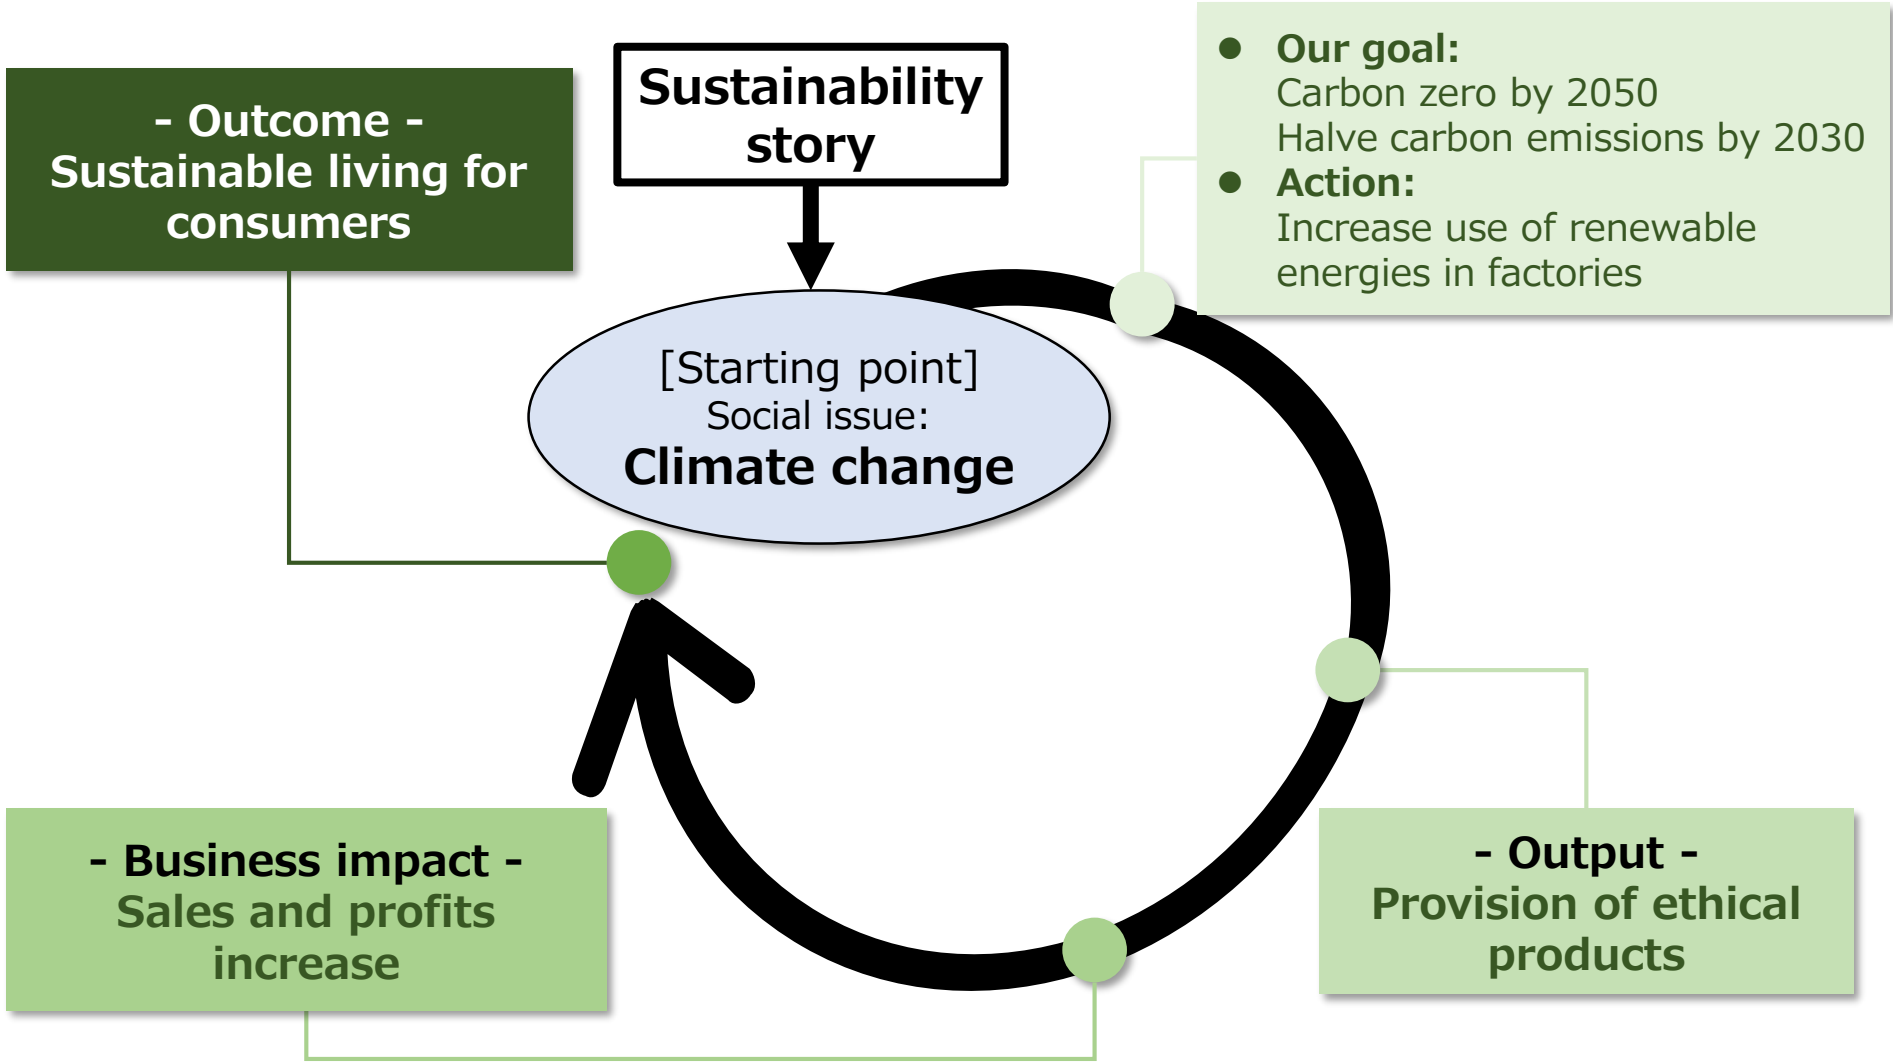 Sustainability
story
[Starting point]
Social issue:
Climate change
● Our goal:
Carbon zero by 2050
Halve carbon emissions by 2030
● Action:
Increase use of renewable
energies in factories
- Output -
Provision of ethical
products
- Business impact -
Sales and profits
increase
- Outcome -
Sustainable living for
consumers